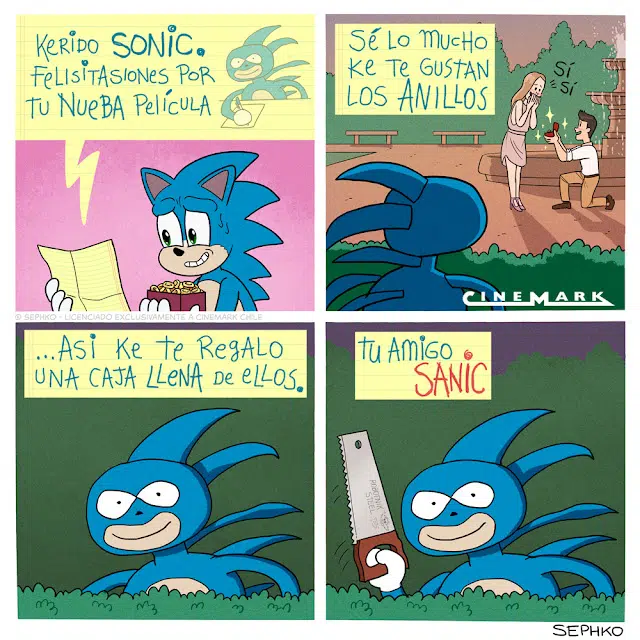 Kerido SONIC.
felisitasiones por
tu Nueba película
© SEPHKO - LICENCIADO EXCLUSIVAMENTE A CINEMARK CHILE
Sé lo mucho
ke te gustan
los ANILLOS
Sí
Sí
CINEMARK
...Asi ke te regalo
una caja llena de ellos.
tu amigo
SANIC
STEEL
SEPHKO